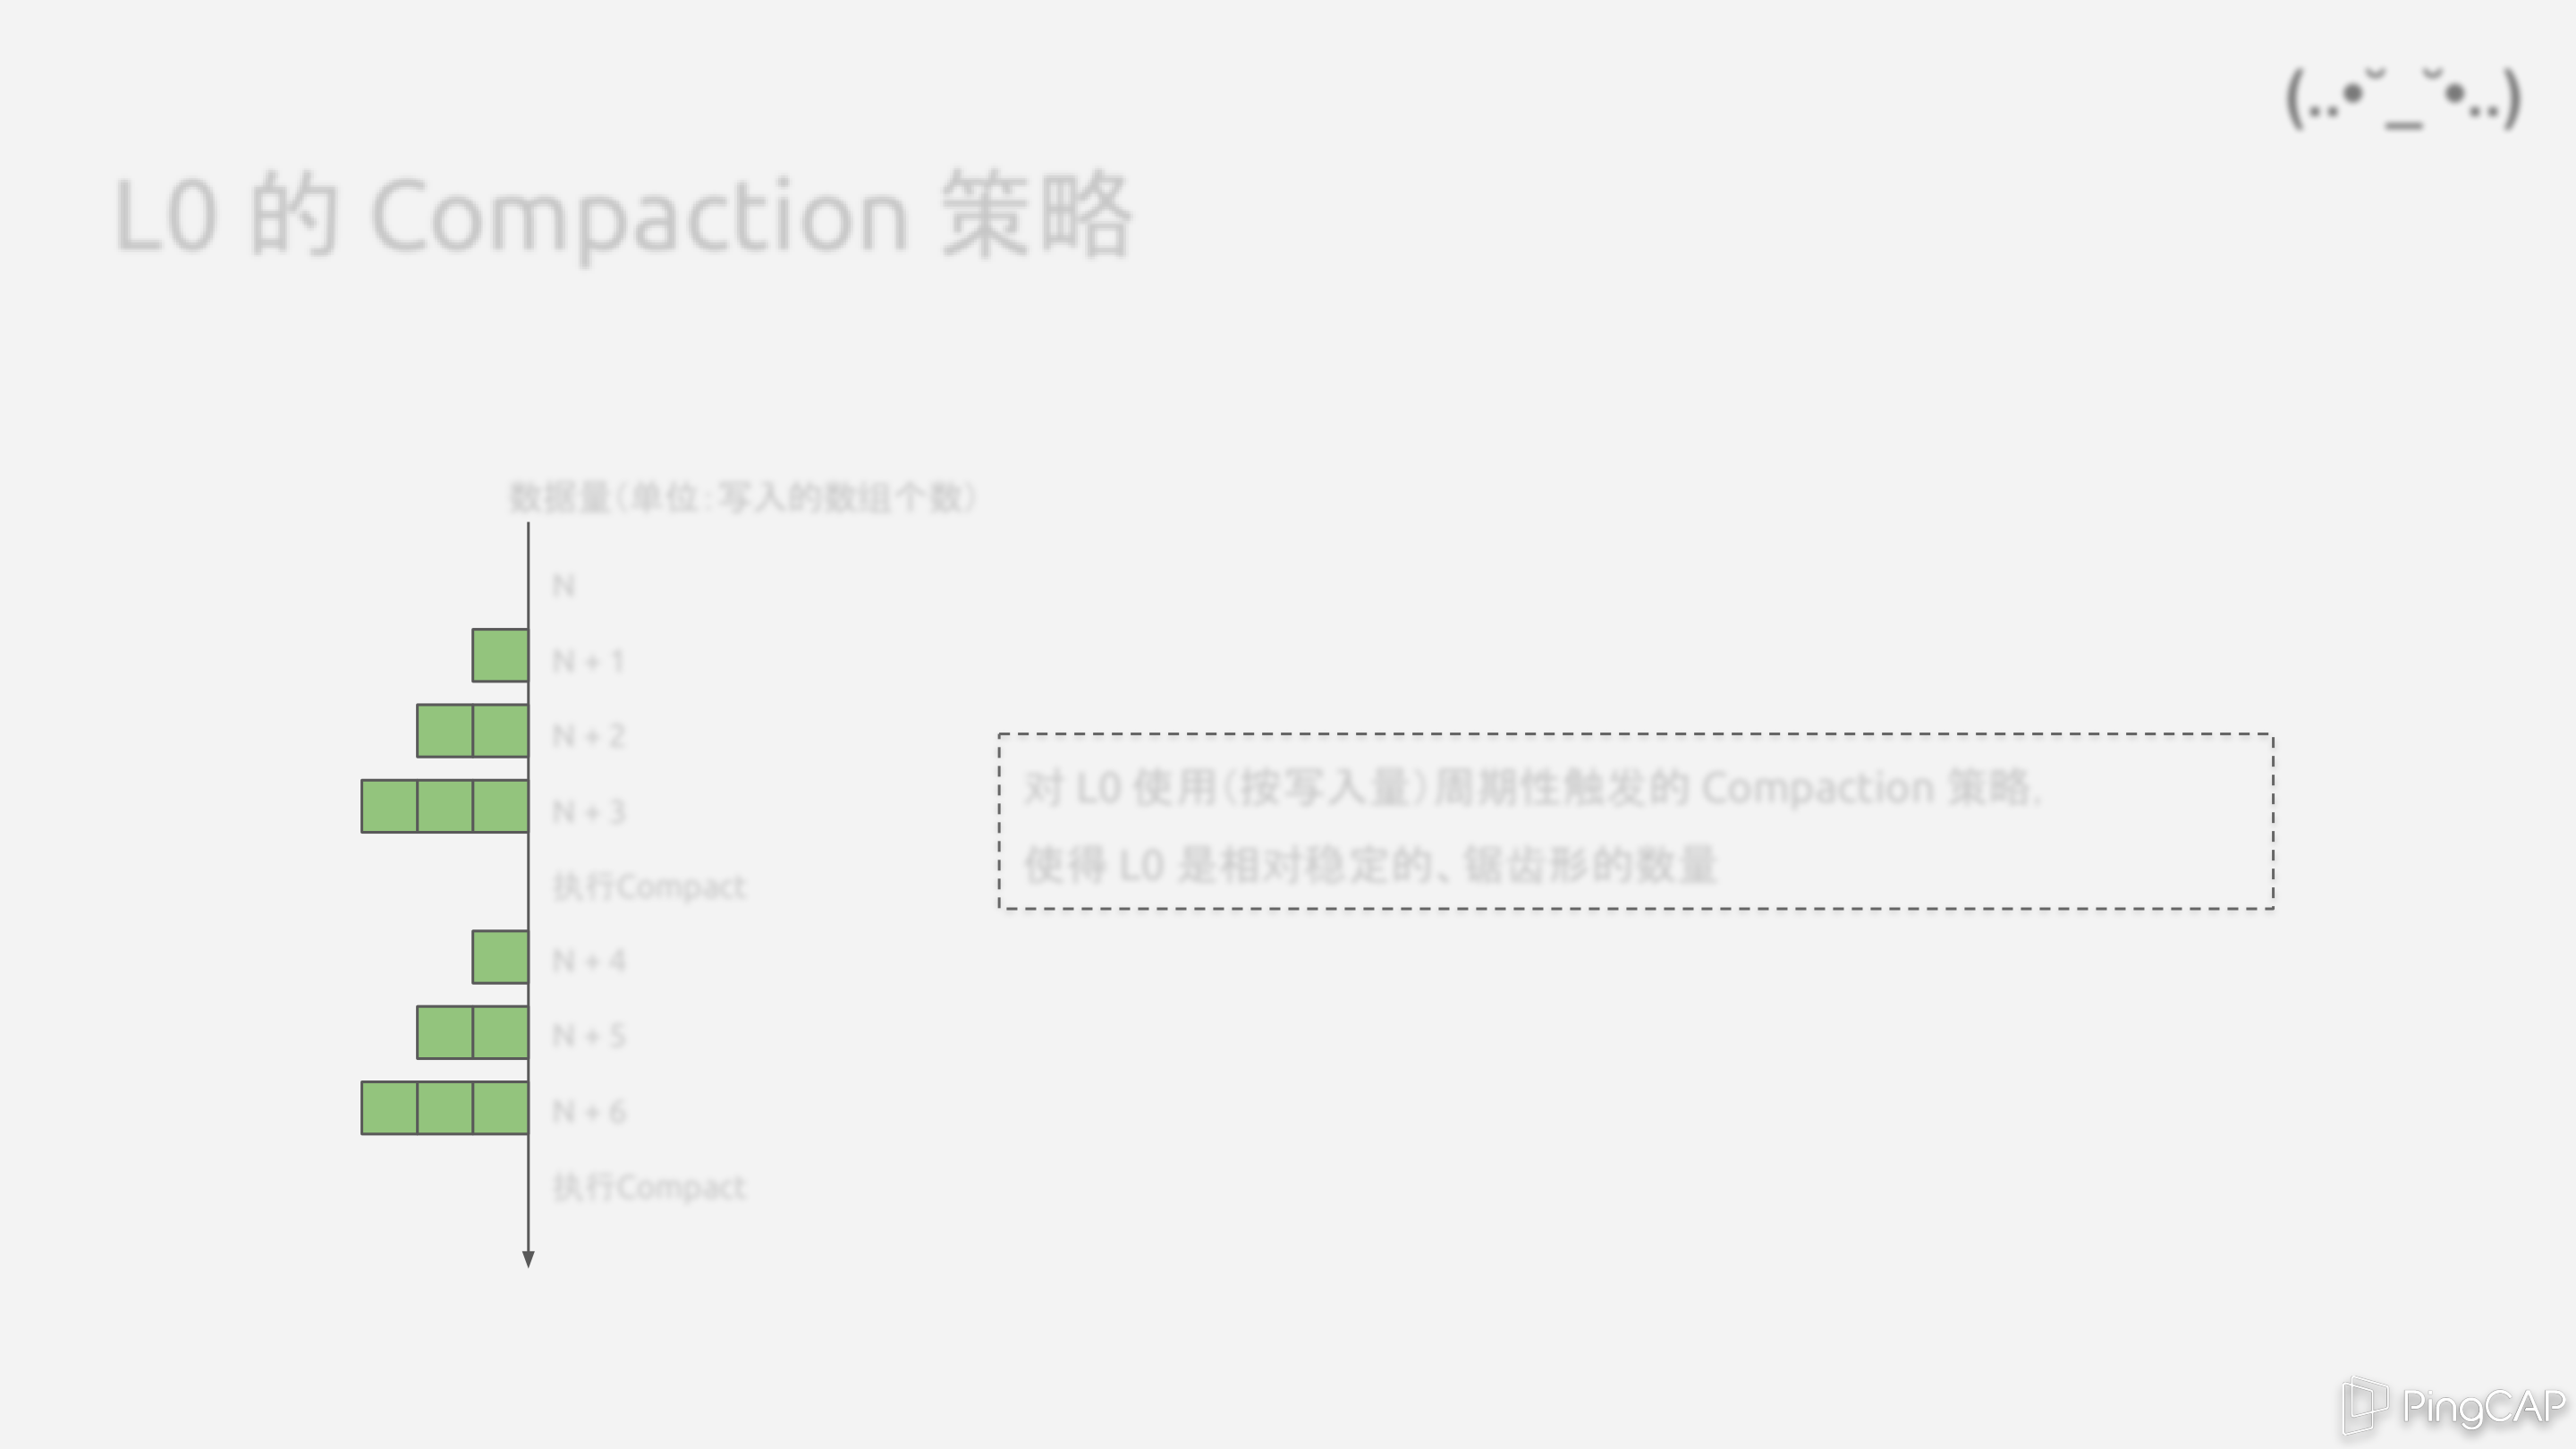 (..•˘_˘•..)
L0 的 Compaction 策略
数据量(单位:写入的数组个数)
N
N + 1
N + 2
N + 3
执行Compact
N + 4
N + 5
N + 6
执行Compact
对 L0 使用(按写入量)周期性触发的 Compaction 策略.
使得 L0 是相对稳定的、锯齿形的数量
PingCAP